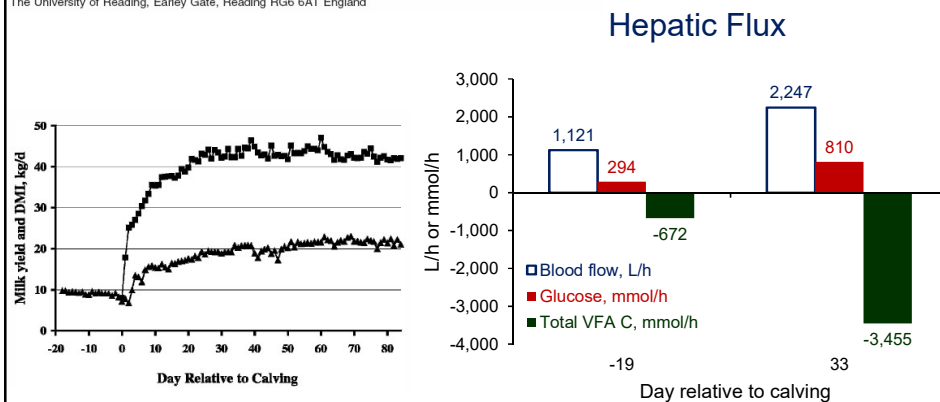 The University of Reading, Earley Gate, Reading RG6 6AT England
Hepatic Flux
Milk yield and DMI, kg/d
50
40
30
20
10
0
-20 -10 0 10 20 30 40 50 60 70 80
Day Relative to Calving
L/h or mmol/h
3,000
2,000
1,000
0
-1,000
-2,000
-3,000
-4,000
1,121
294
-672
2,247
810
-3,455
Blood flow, L/h
Glucose, mmol/h
Total VFA C, mmol/h
-19 33
Day relative to calving